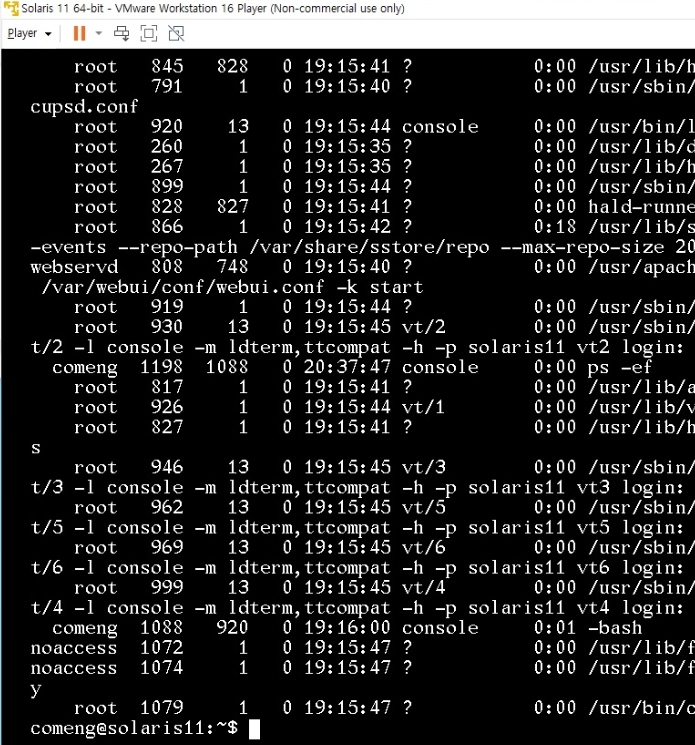 Solaris 11 64-bit - VMware Workstation 16 Player (Non-commercial use only)
Player
root 845 828 0 19:15:41 ? 0:00 /usr/lib/h
root 791 1 0 19:15:40 ? 0:00 /usr/sbin/
cupsd.conf
root 920 13 0 19:15:44 console 0:00 /usr/bin/l
root 260 1 0 19:15:35 ? 0:00 /usr/lib/d
root 267 1 0 19:15:35 ? 0:00 /usr/lib/h
root 899 1 0 19:15:44 ? 0:00 /usr/sbin/
root 828 827 0 19:15:41 ? 0:00 hald-runne
root 866 1 0 19:15:42 ? 0:18 /usr/lib/s
-events --repo-path /var/share/sstore/repo --max-repo-size 20
webservd 808 748 0 19:15:40 ? 0:00 /usr/apach
/var/webui/conf/webui.conf -k start
root 919 1 0 19:15:44 ? 0:00 /usr/sbin/
root 930 13 0 19:15:45 vt/2 0:00 /usr/sbin/
t/2 -l console -m ldterm,ttcompat -h -p solaris11 vt2 login:
comeng 1198 1088 0 20:37:47 console 0:00 ps -ef
root 817 1 0 19:15:41 ? 0:00 /usr/lib/a
root 926 1 0 19:15:44 vt/1 0:00 /usr/lib/v
root 827 1 0 19:15:41 ? 0:00 /usr/lib/h
s
root 946 13 0 19:15:45 vt/3 0:00 /usr/sbin/
t/3 -l console -m ldterm,ttcompat -h -p solaris11 vt3 login:
root 962 13 0 19:15:45 vt/5 0:00 /usr/sbin/
t/5 -l console -m ldterm,ttcompat -h -p solaris11 vt5 login:
root 969 13 0 19:15:45 vt/6 0:00 /usr/sbin/
t/6 -l console -m ldterm,ttcompat -h -p solaris11 vt6 login:
root 999 13 0 19:15:45 vt/4 0:00 /usr/sbin/
t/4 -l console -m ldterm,ttcompat -h -p solaris11 vt4 login:
comeng 1088 920 0 19:16:00 console 0:01 -bash
noaccess 1072 1 0 19:15:47 ? 0:00 /usr/lib/f
noaccess 1074 1 0 19:15:47 ? 0:00 /usr/lib/f
y
root 1079 1 0 19:15:47 ? 0:00 /usr/bin/c
comeng@solaris11:~$